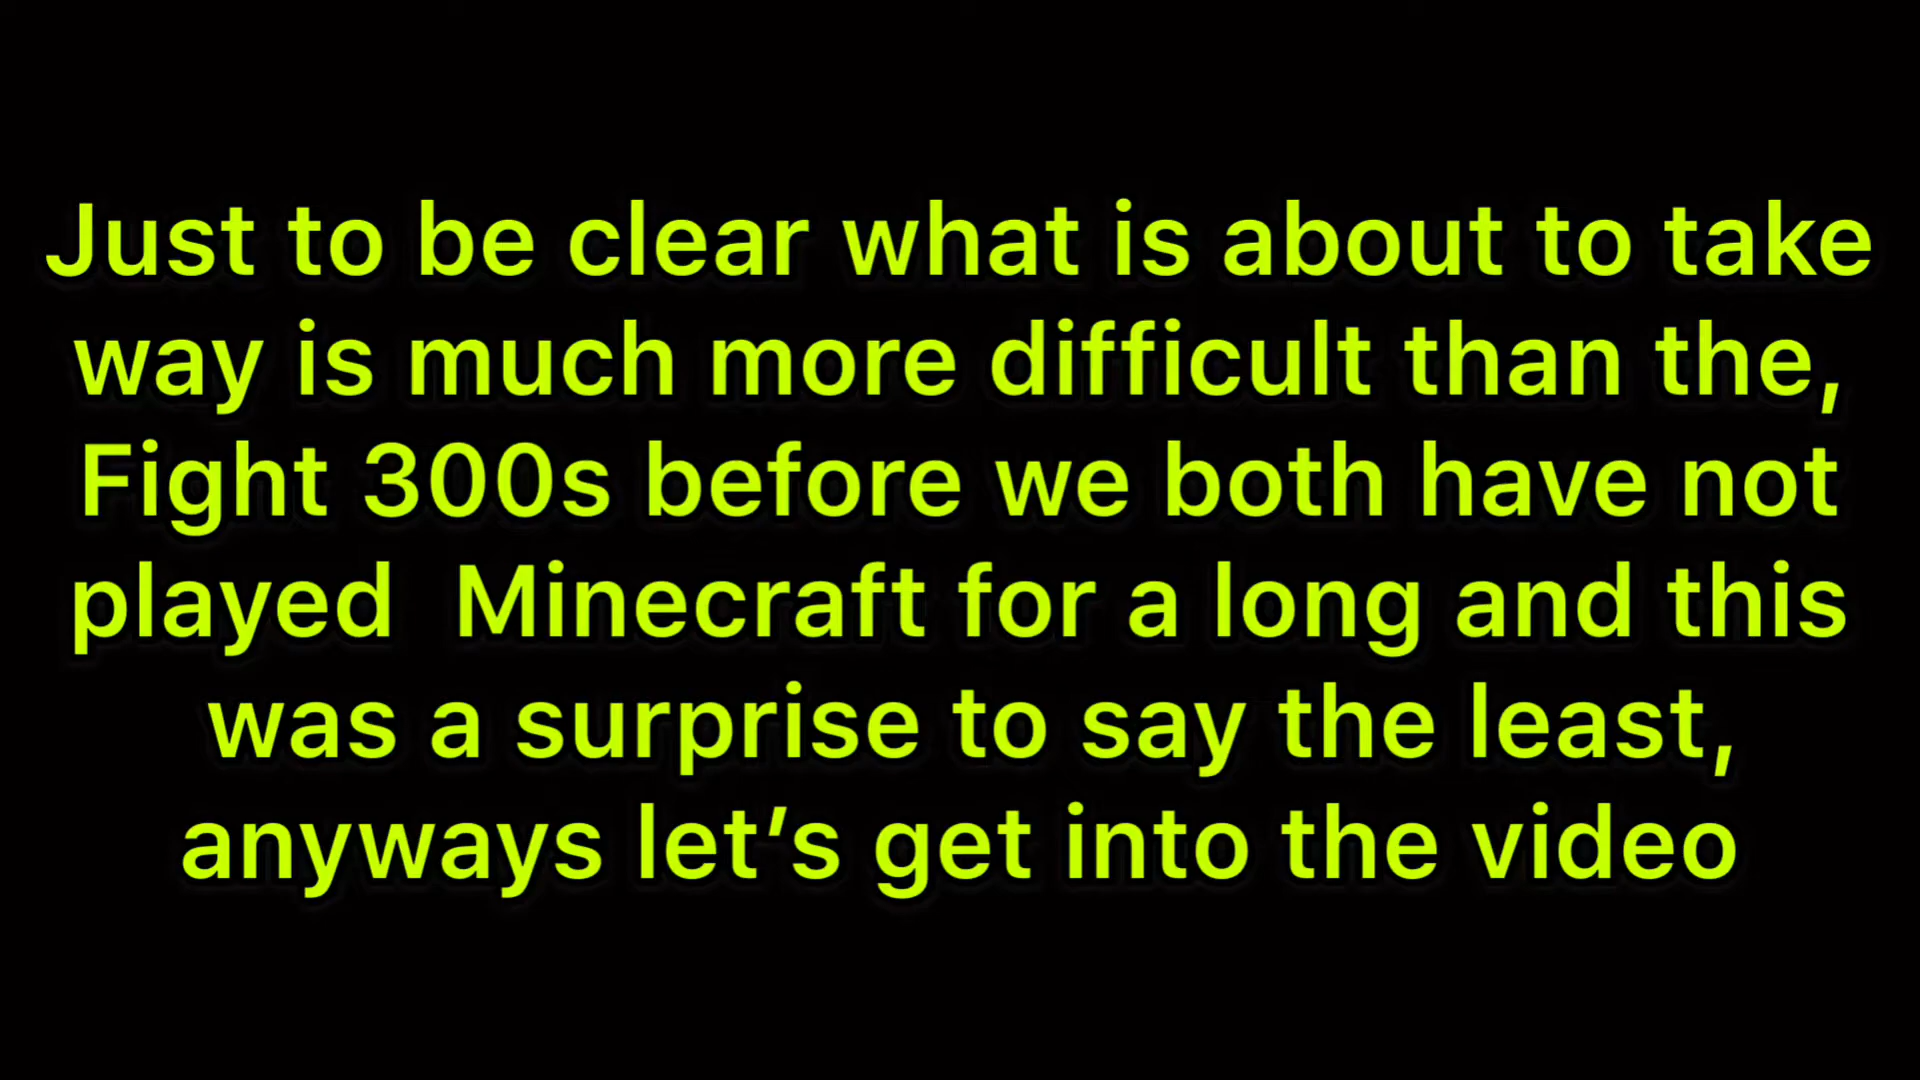 Just to be clear what is about to take
way is much more difficult than the,
Fight 300s before we both have not
played  Minecraft for a long and this
was a surprise to say the least,
anyways let’s get into the video